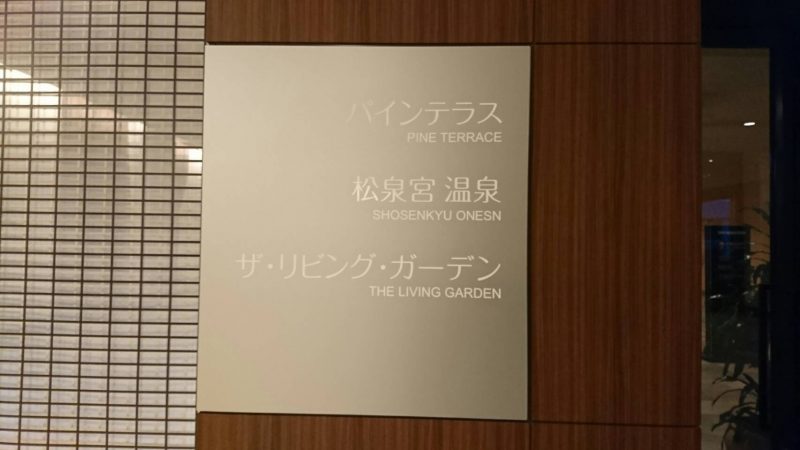 パインテラス
PINE TERRACE
松泉宮 温泉
SHOSENKYU ONESN
ザ・リビング・ガーデン
THE LIVING GARDEN